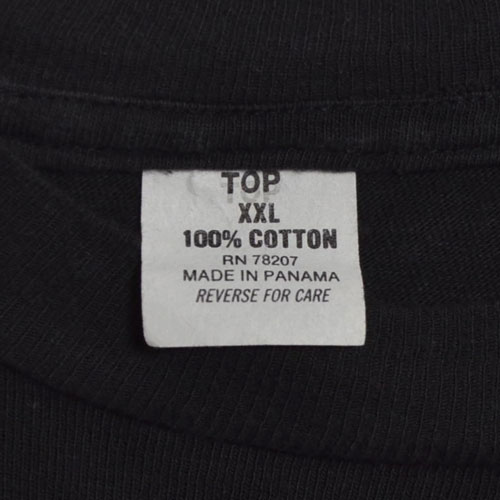 TOP
XXL
100% COTTON
RN 78207
MADE IN PANAMA
REVERSE FOR CARE